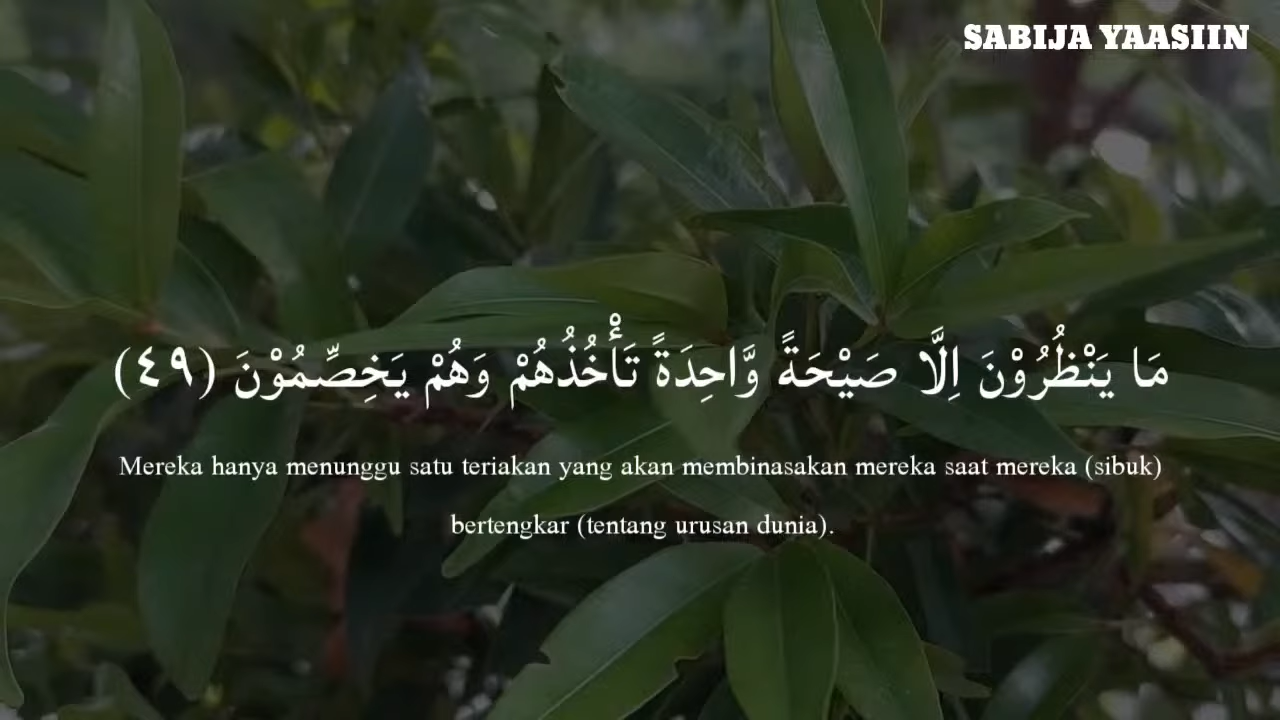 SABIJA YAASIIN
مَا يَنْظُرُوْنَ اِلَّا صَيْحَةً وَّاحِدَةً تَأْخُذُهُمْ وَهُمْ يَخِصِّمُوْنَ (٤٩)
Mereka hanya menunggu satu teriakan yang akan membinasakan mereka saat mereka (sibuk)
bertengkar (tentang urusan dunia).